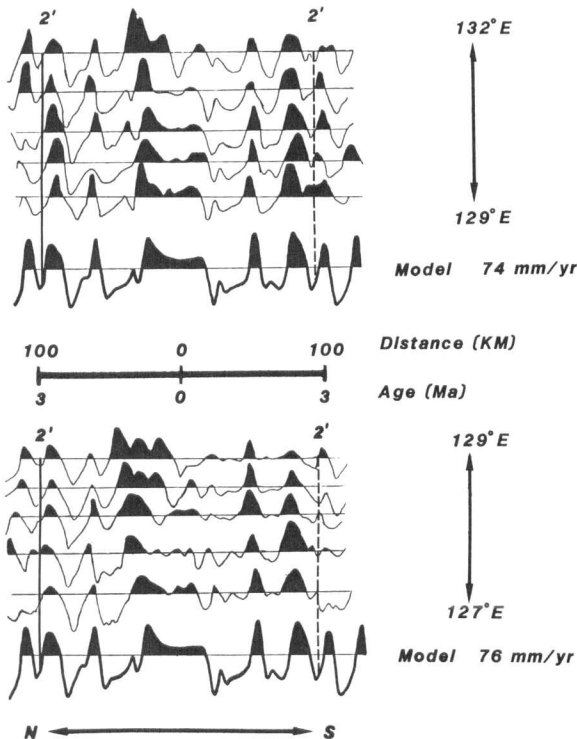 2' 2'
132°E
129°E
Model 74 mm/yr
Distance (KM)
100 0 100
Age (Ma)
3 0 3
2' 2'
129°E
127°E
Model 76 mm/yr
N S